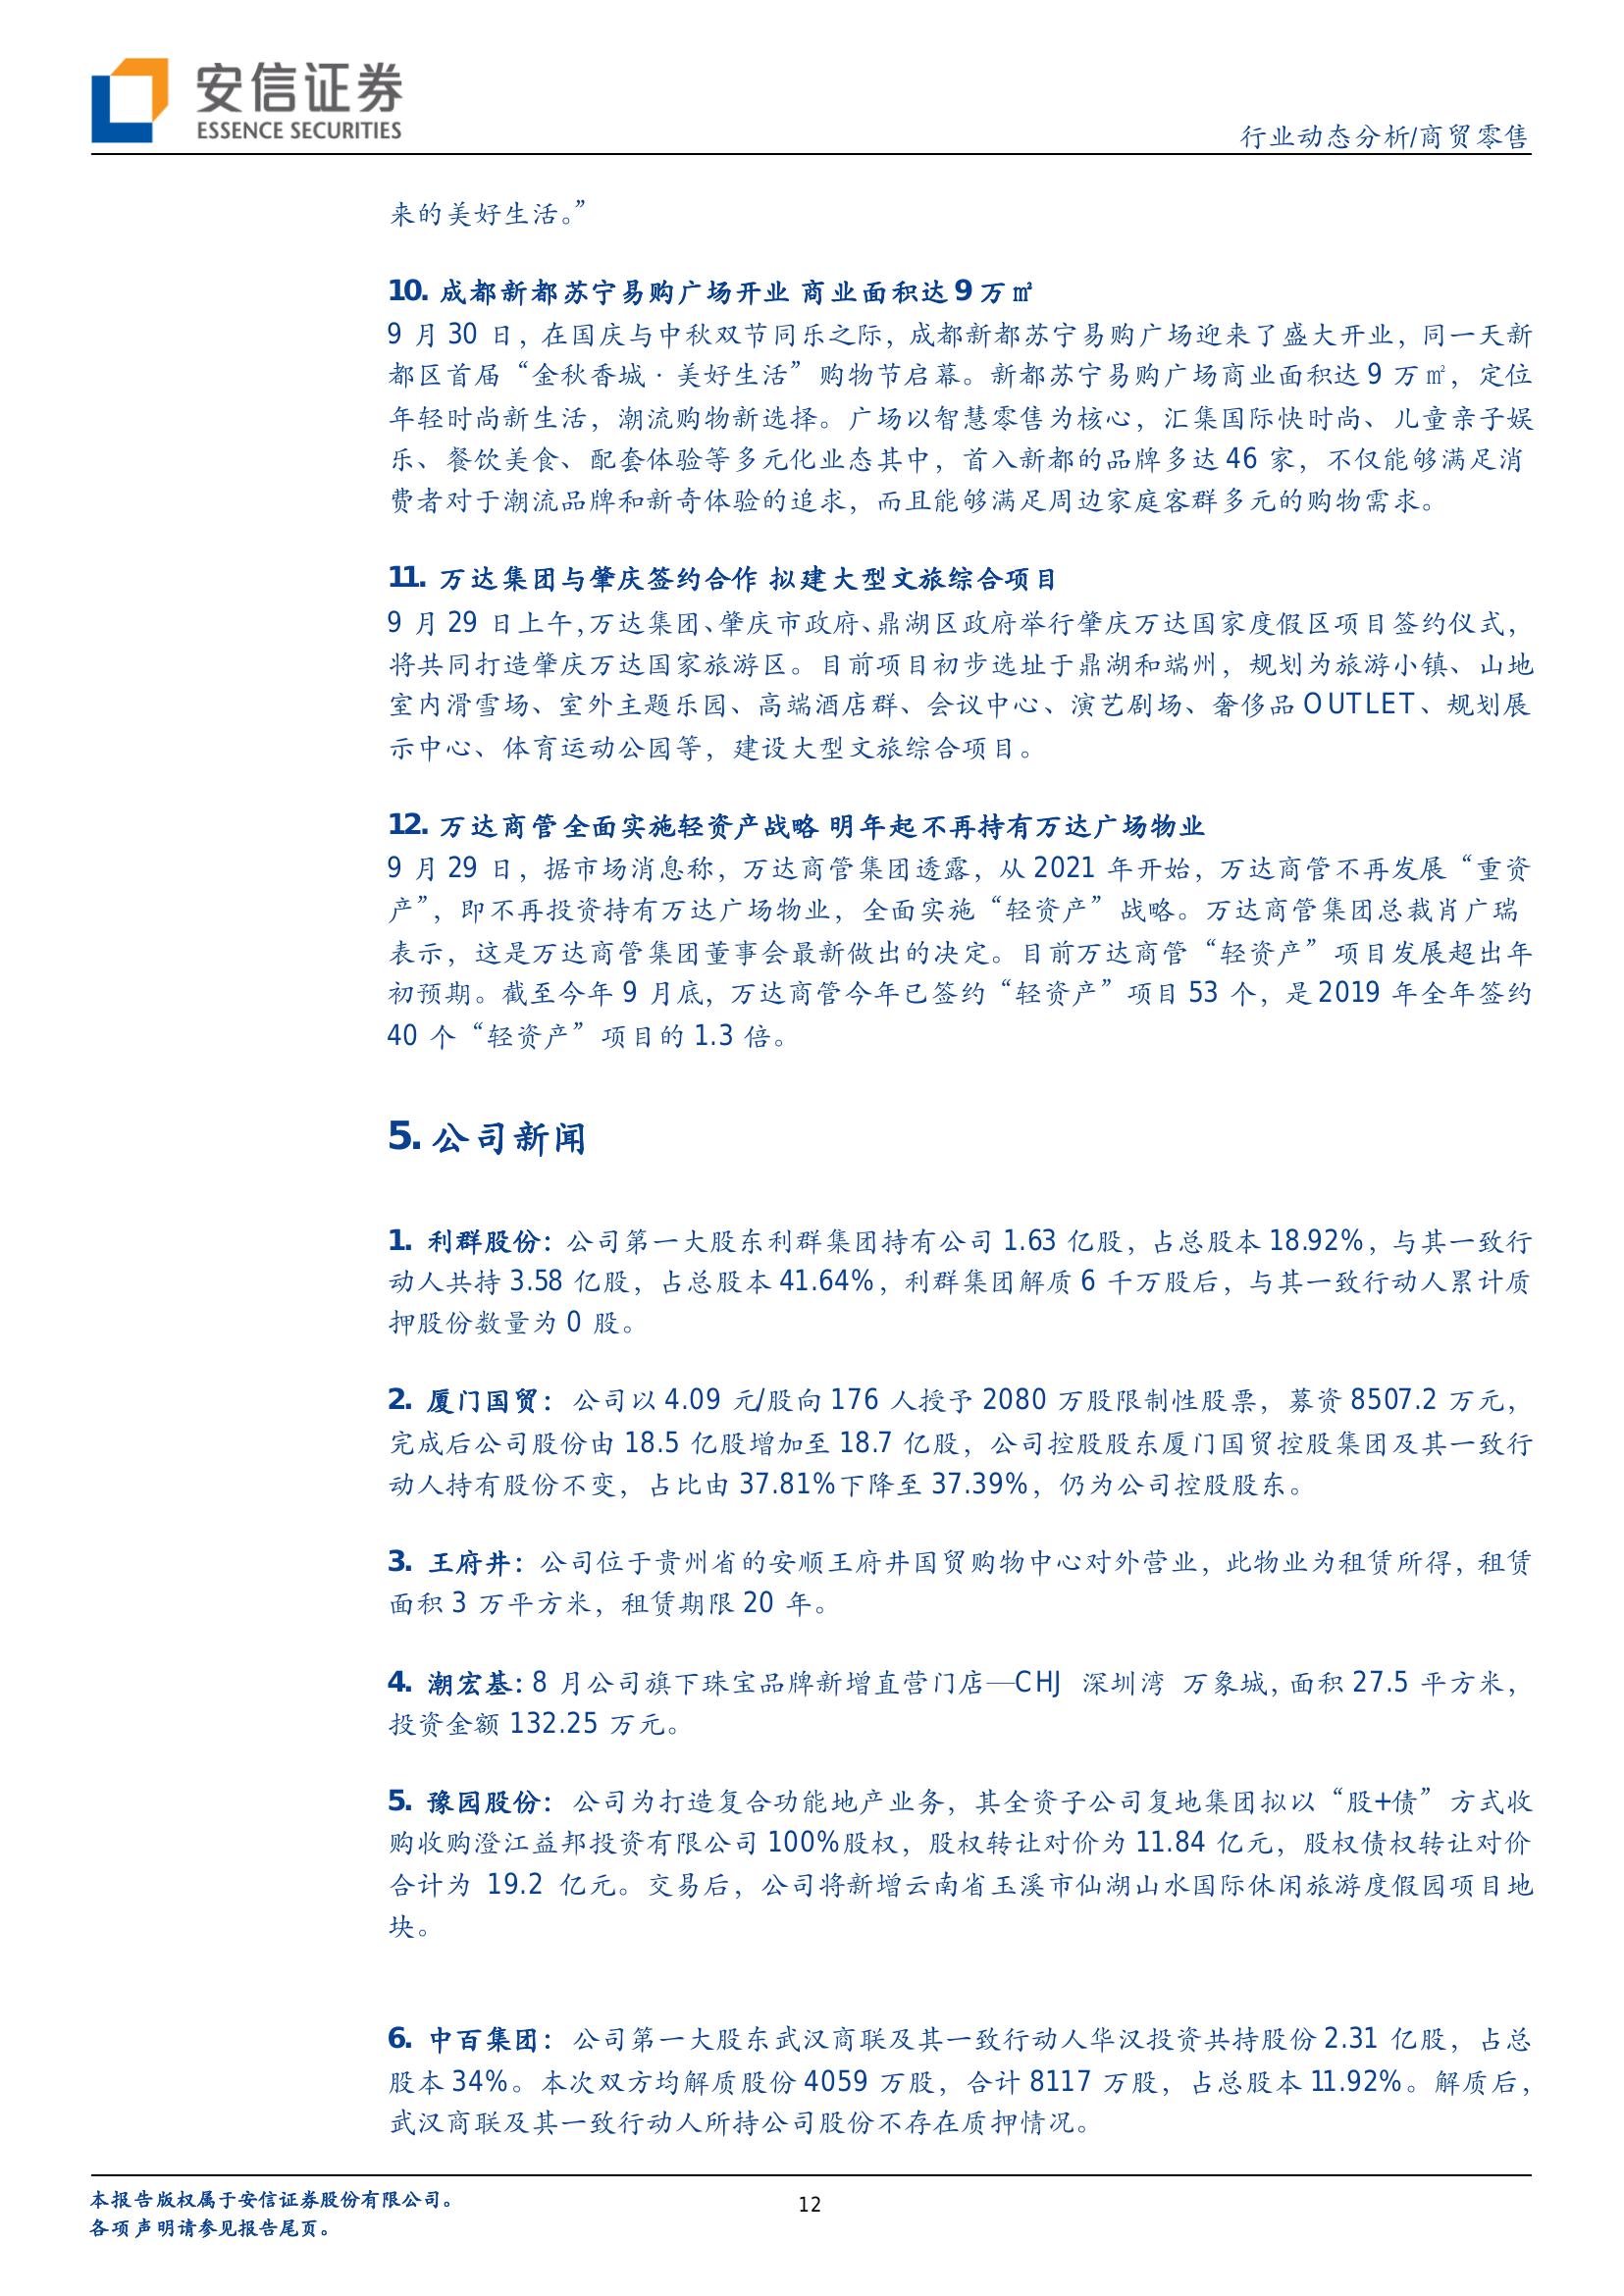 安信证券
ESSENCE SECURITIES
行业动态分析/商贸零售
来的美好生活。”
10. 成都新都苏宁易购广场开业 商业面积达 9 万㎡
9 月 30 日，在国庆与中秋双节同乐之际，成都新都苏宁易购广场迎来了盛大开业，同一天新
都区首届“金秋香城·美好生活”购物节启幕。新都苏宁易购广场商业面积达 9 万㎡，定位
年轻时尚新生活，潮流购物新选择。广场以智慧零售为核心，汇集国际快时尚、儿童亲子娱
乐、餐饮美食、配套体验等多元化业态其中，首入新都的品牌多达 46 家，不仅能够满足消
费者对于潮流品牌和新奇体验的追求，而且能够满足周边家庭客群多元的购物需求。
11. 万达集团与肇庆签约合作 拟建大型文旅综合项目
9 月 29 日上午，万达集团、肇庆市政府、鼎湖区政府举行肇庆万达国家度假区项目签约仪式，
将共同打造肇庆万达国家旅游区。目前项目初步选址于鼎湖和端州，规划为旅游小镇、山地
室内滑雪场、室外主题乐园、高端酒店群、会议中心、演艺剧场、奢侈品 OUTLET、规划展
示中心、体育运动公园等，建设大型文旅综合项目。
12. 万达商管全面实施轻资产战略 明年起不再持有万达广场物业
9 月 29 日，据市场消息称，万达商管集团透露，从 2021 年开始，万达商管不再发展“重资
产”，即不再投资持有万达广场物业，全面实施“轻资产”战略。万达商管集团总裁肖广瑞
表示，这是万达商管集团董事会最新做出的决定。目前万达商管“轻资产”项目发展超出年
初预期。截至今年 9 月底，万达商管今年已签约“轻资产”项目 53 个，是 2019 年全年签约
40 个“轻资产”项目的 1.3 倍。
5. 公司新闻
1. 利群股份：公司第一大股东利群集团持有公司 1.63 亿股，占总股本 18.92%，与其一致行
动人共持 3.58 亿股，占总股本 41.64%，利群集团解质 6 千万股后，与其一致行动人累计质
押股份数量为 0 股。
2. 厦门国贸：公司以 4.09 元/股向 176 人授予 2080 万股限制性股票，募资 8507.2 万元，
完成后公司股份由 18.5 亿股增加至 18.7 亿股，公司控股股东厦门国贸控股集团及其一致行
动人持有股份不变，占比由 37.81%下降至 37.39%，仍为公司控股股东。
3. 王府井：公司位于贵州省的安顺王府井国贸购物中心对外营业，此物业为租赁所得，租赁
面积 3 万平方米，租赁期限 20 年。
4. 潮宏基：8 月公司旗下珠宝品牌新增直营门店—CHJ 深圳湾 万象城，面积 27.5 平方米，
投资金额 132.25 万元。
5. 豫园股份：公司为打造复合功能地产业务，其全资子公司复地集团拟以“股+债”方式收
购收购澄江益邦投资有限公司 100%股权，股权转让对价为 11.84 亿元，股权债权转让对价
合计为 19.2 亿元。交易后，公司将新增云南省玉溪市仙湖山水国际休闲旅游度假园项目地
块。
6. 中百集团：公司第一大股东武汉商联及其一致行动人华汉投资共持股份 2.31 亿股，占总
股本 34%。本次双方均解质股份 4059 万股，合计 8117 万股，占总股本 11.92%。解质后，
武汉商联及其一致行动人所持公司股份不存在质押情况。
本报告版权属于安信证券股份有限公司。
各项声明请参见报告尾页。
12